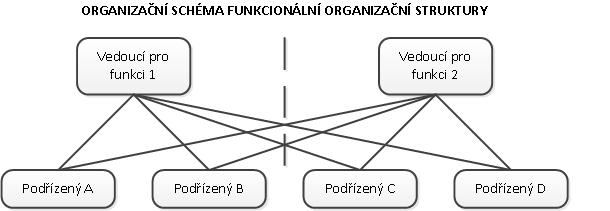 ORGANIZAČNÍ SCHÉMA FUNKCIONÁLNÍ ORGANIZAČNÍ STRUKTURY
Vedoucí pro
funkci 1
Vedoucí pro
funkci 2
Podřízený A
Podřízený B
Podřízený C
Podřízený D